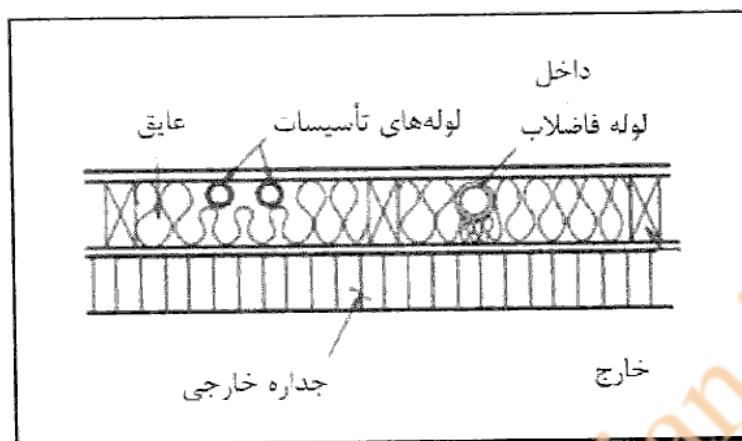 داخل
عایق
لوله‌های تأسیسات
لوله فاضلاب
جداره خارجی
خارج